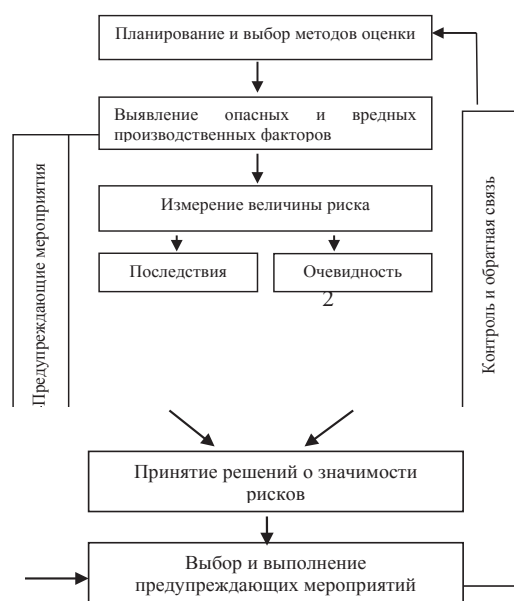 Планирование и выбор методов оценки
Выявление опасных и вредных
производственных факторов
Измерение величины риска
Последствия
Очевидность
2
-Предупреждающие мероприятия
Контроль и обратная связь
Принятие решений о значимости
рисков
Выбор и выполнение
предупреждающих мероприятий